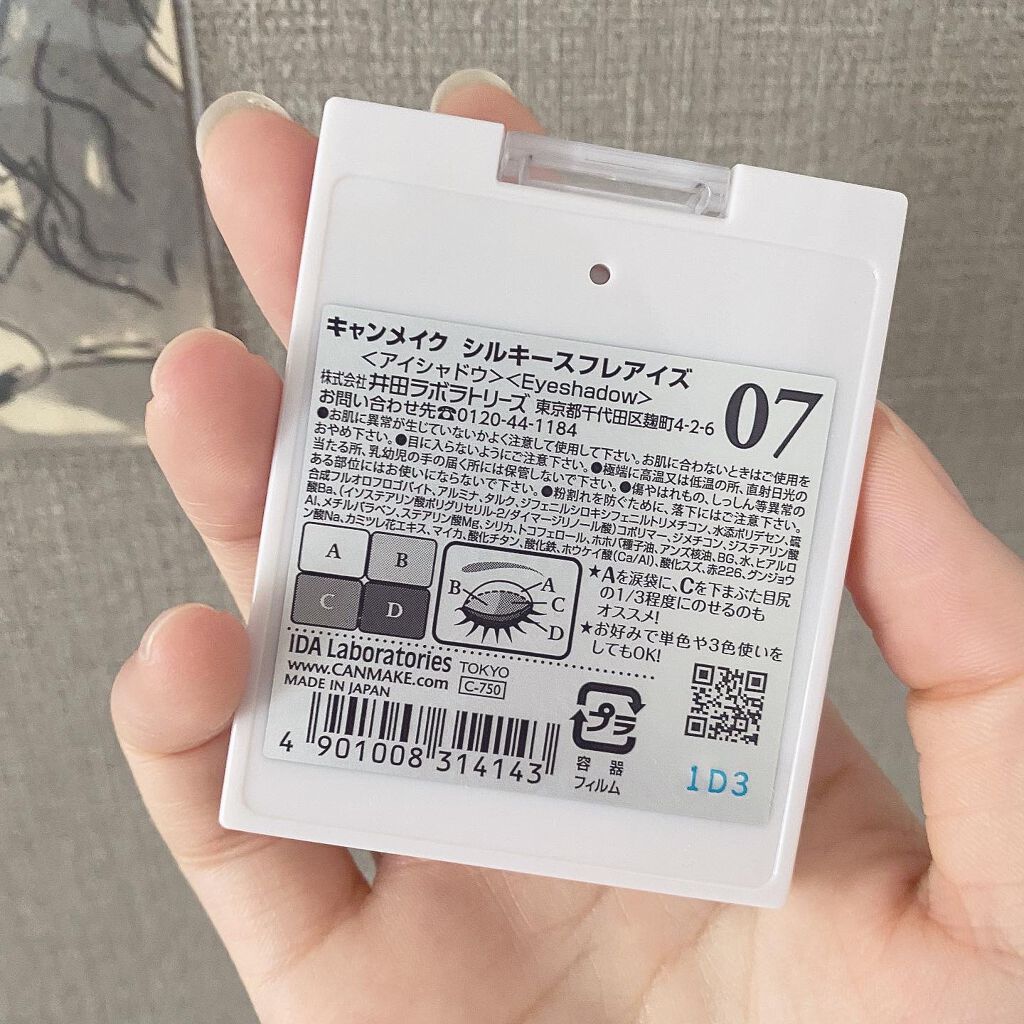 キャンメイク シルキースフレアイズ
<アイシャドウ><Eyeshadow>
07
株式会社 井田ラボラトリーズ 東京都千代田区麹町4-2-6
お問い合わせ先☎0120-44-1184
●お肌に異常が生じていないかよく注意して使用して下さい。お肌に合わないときはご使用を
おやめ下さい。●目に入らないようにご注意下さい。●極端に高温又は低温の所、直射日光の
当たる所、乳幼児の手の届く所には保管しないで下さい。●傷やはれもの、しっしん等異常の
ある部位にはお使いにならないで下さい。●粉割れを防ぐために、落下にはご注意下さい。
合成フルオロフロゴパイト、アルミナ、タルク、ジフェニルシロキシフェニルトリメチコン、水添ポリデセン、硫
酸Ba、(イソステアリン酸ポリグリセリル-2/ダイマージリノール酸)コポリマー、ジメチコン、ジステアリン酸
Al、メチルパラベン、ステアリン酸Mg、シリカ、トコフェロール、ホホバ種子油、アンズ核油、BG、水、ヒアルロ
ン酸Na、カミツレ花エキス、マイカ、酸化チタン、酸化鉄、ホウケイ酸(Ca/Al)、酸化スズ、赤226、グンジョウ
A B
C D
A
B
C
D
★Aを涙袋に、Cを下まぶた目尻
の1/3程度にのせるのも
オススメ!
★お好みで単色や3色使いを
してもOK!
IDA Laboratories TOKYO
www.CANMAKE.com C-750
MADE IN JAPAN
4 901008 314143
プラ
容器
フィルム
1D3